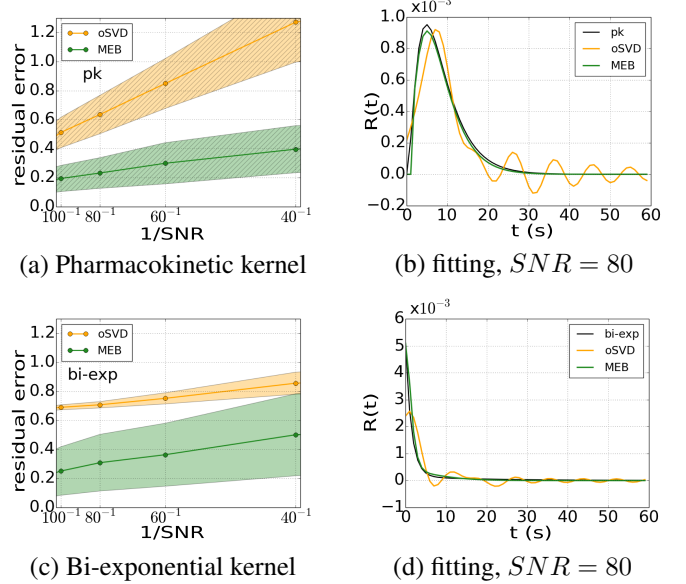 1.2
1.0
0.8
0.6
0.4
0.2
0.0
residual error
oSVD
MEB
pk
100⁻¹ 80⁻¹ 60⁻¹ 40⁻¹
1/SNR
(a) Pharmacokinetic kernel
1.0 x10⁻³
0.8
0.6
0.4
0.2
0.0
−0.2
R(t)
pk
oSVD
MEB
0 10 20 30 40 50 60
t (s)
(b) fitting, SNR = 80
1.2
1.0
0.8
0.6
0.4
0.2
0.0
residual error
oSVD
MEB
bi-exp
100⁻¹ 80⁻¹ 60⁻¹ 40⁻¹
1/SNR
(c) Bi-exponential kernel
6 x10⁻³
5
4
3
2
1
0
−1
R(t)
bi-exp
oSVD
MEB
0 10 20 30 40 50 60
t (s)
(d) fitting, SNR = 80